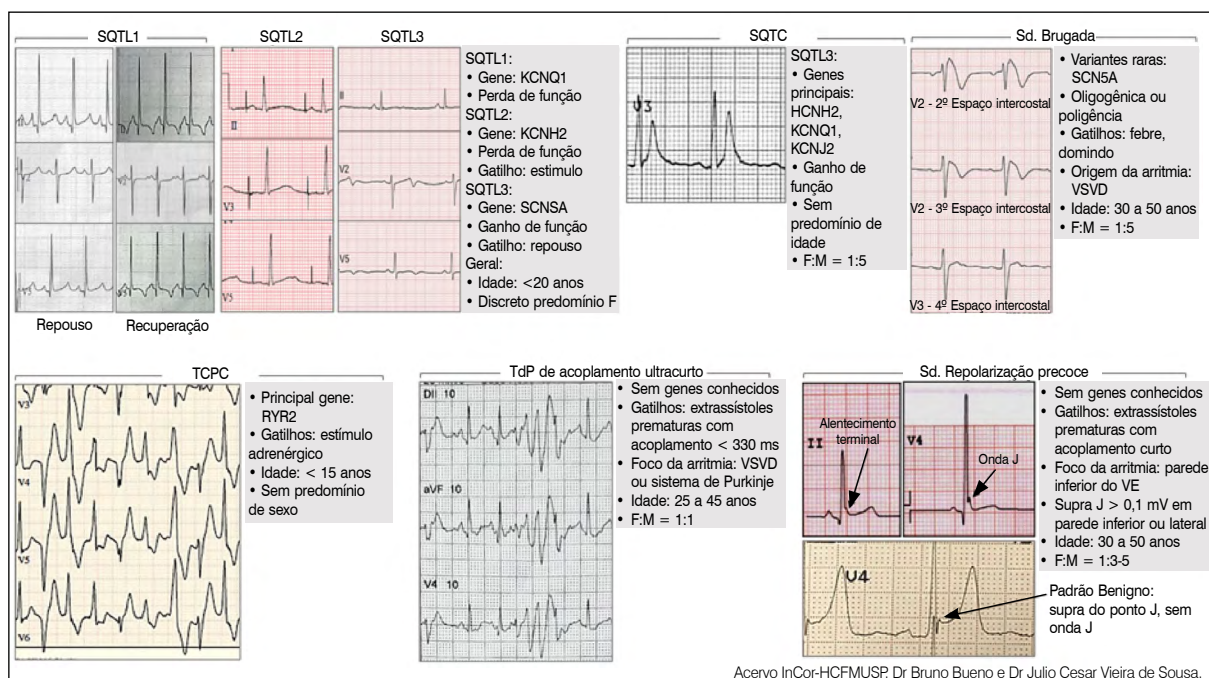 SQTL1
SQTL2
SQTL3
SQTL1:
• Gene: KCNQ1
• Perda de função
SQTL2:
• Gene: KCNH2
• Perda de função
• Gatilho: estimulo
SQTL3:
• Gene: SCNSA
• Ganho de função
• Gatilho: repouso
Geral:
• Idade: <20 anos
• Discreto predomínio F
II
V3
V5
II
V2
V5
Repouso
Recuperação
SQTC
V3
SQTL3:
• Genes
principais:
HCNH2,
KCNQ1,
KCNJ2
• Ganho de
função
• Sem
predomínio de
idade
• F:M = 1:5
Sd. Brugada
V2 - 2º Espaço intercostal
V2 - 3º Espaço intercostal
V3 - 4º Espaço intercostal
• Variantes raras:
SCN5A
• Oligogênica ou
poligência
• Gatilhos: febre,
domindo
• Origem da arritmia:
VSVD
• Idade: 30 a 50 anos
• F:M = 1:5
TCPC
V3
V4
V5
V6
• Principal gene:
RYR2
• Gatilhos: estímulo
adrenérgico
• Idade: < 15 anos
• Sem predomínio
de sexo
TdP de acoplamento ultracurto
DII 10
aVF 10
V4 10
• Sem genes conhecidos
• Gatilhos: extrassístoles
prematuras com
acoplamento < 330 ms
• Foco da arritmia: VSVD
ou sistema de Purkinje
• Idade: 25 a 45 anos
• F:M = 1:1
Sd. Repolarização precoce
Alentecimento
terminal
II
V4
Onda J
V4
• Sem genes conhecidos
• Gatilhos: extrassístoles
prematuras com
acoplamento curto
• Foco da arritmia: parede
inferior do VE
• Supra J > 0,1 mV em
parede inferior ou lateral
• Idade: 30 a 50 anos
• F:M = 1:3-5
Padrão Benigno:
supra do ponto J, sem
onda J
Acervo InCor-HCFMUSP. Dr Bruno Bueno e Dr Julio Cesar Vieira de Sousa.